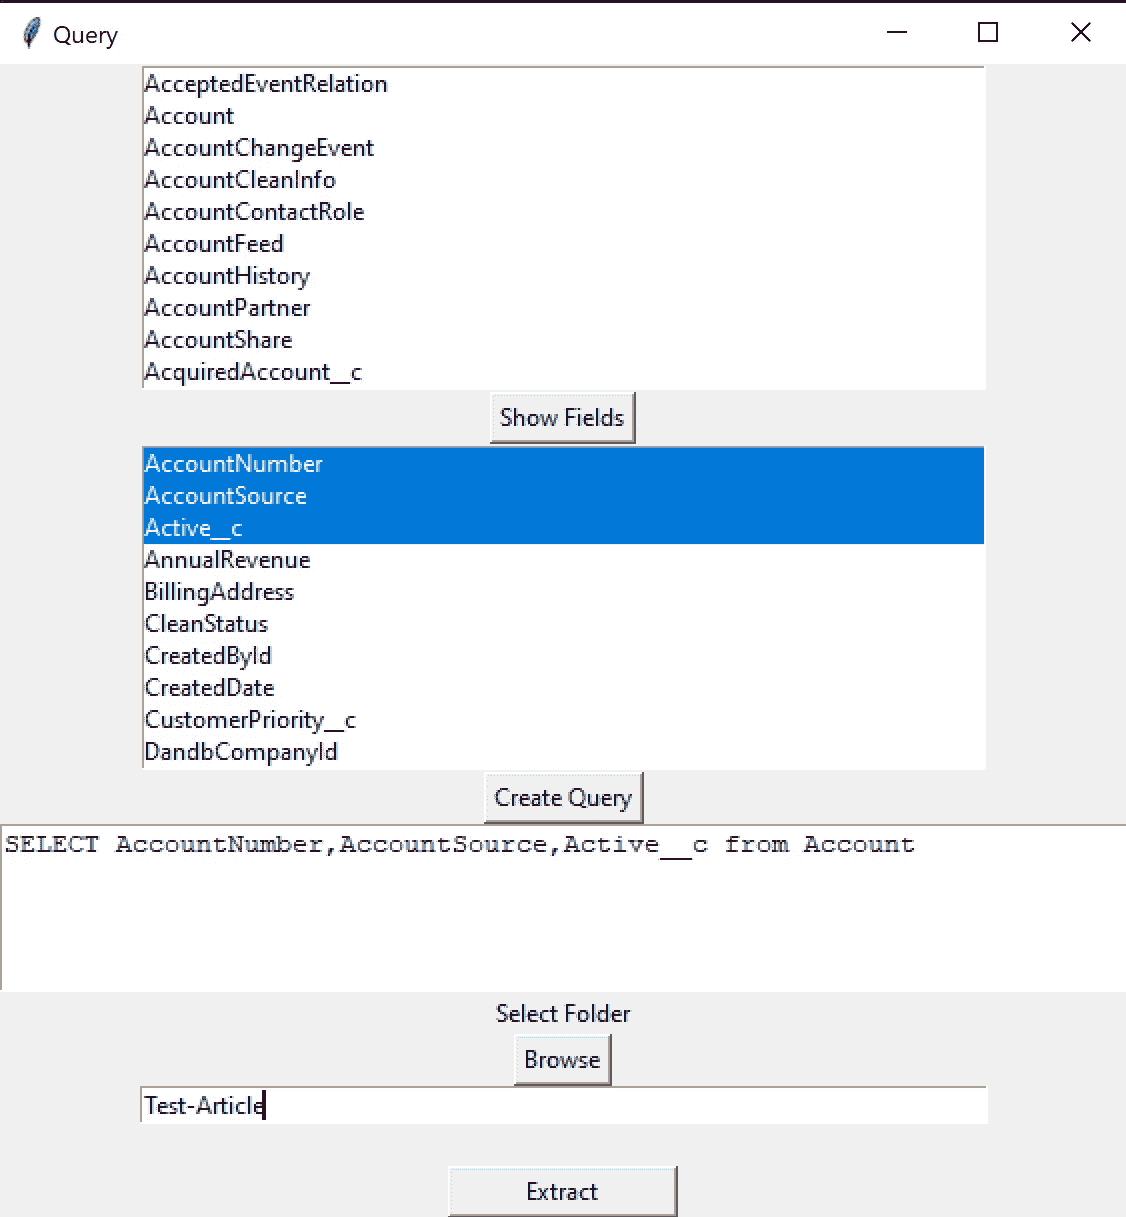 Query
AcceptedEventRelation
Account
AccountChangeEvent
AccountCleanInfo
AccountContactRole
AccountFeed
AccountHistory
AccountPartner
AccountShare
AcquiredAccount__c
Show Fields
AccountNumber
AccountSource
Active__c
AnnualRevenue
BillingAddress
CleanStatus
CreatedById
CreatedDate
CustomerPriority__c
DandbCompanyId
Create Query
SELECT AccountNumber,AccountSource,Active__c from Account
Select Folder
Browse
Test-Article
Extract